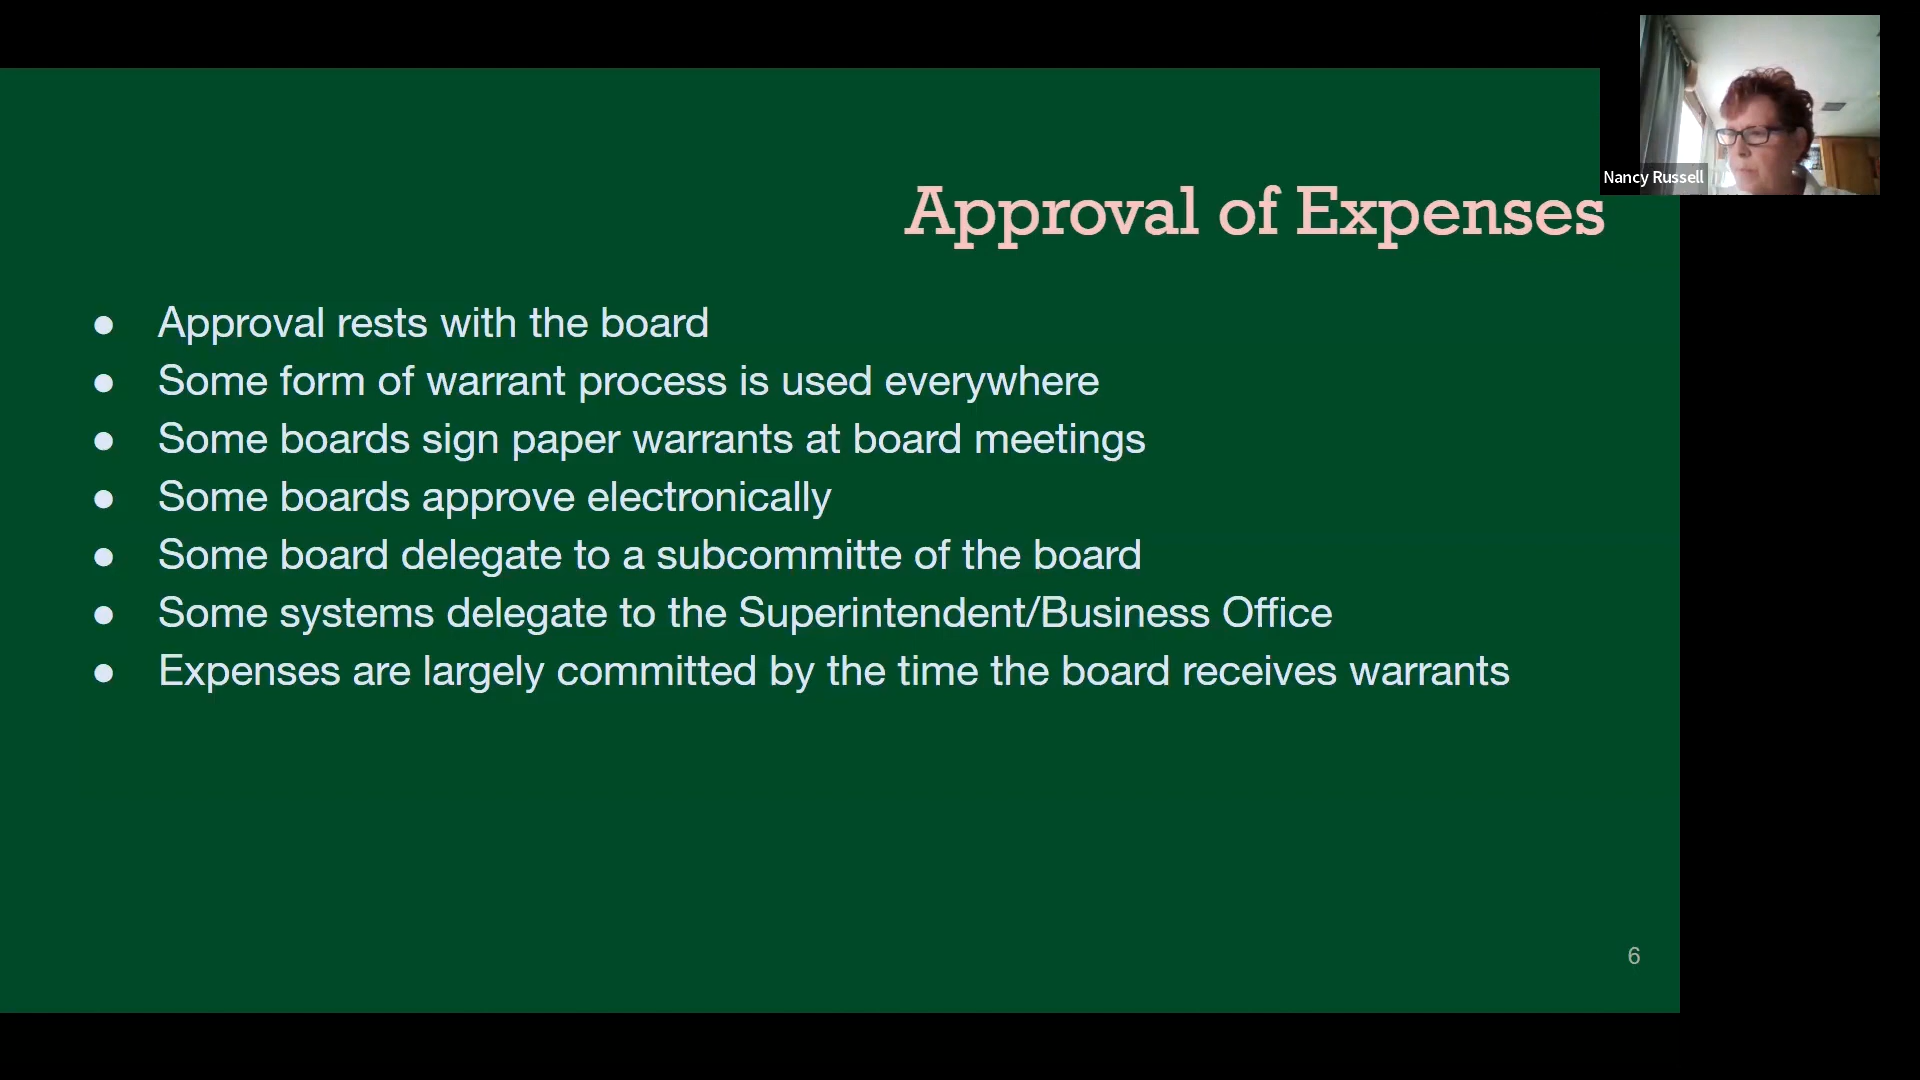 Nancy Russell
Approval of Expenses
● Approval rests with the board
● Some form of warrant process is used everywhere
● Some boards sign paper warrants at board meetings
● Some boards approve electronically
● Some board delegate to a subcommitte of the board
● Some systems delegate to the Superintendent/Business Office
● Expenses are largely committed by the time the board receives warrants
6